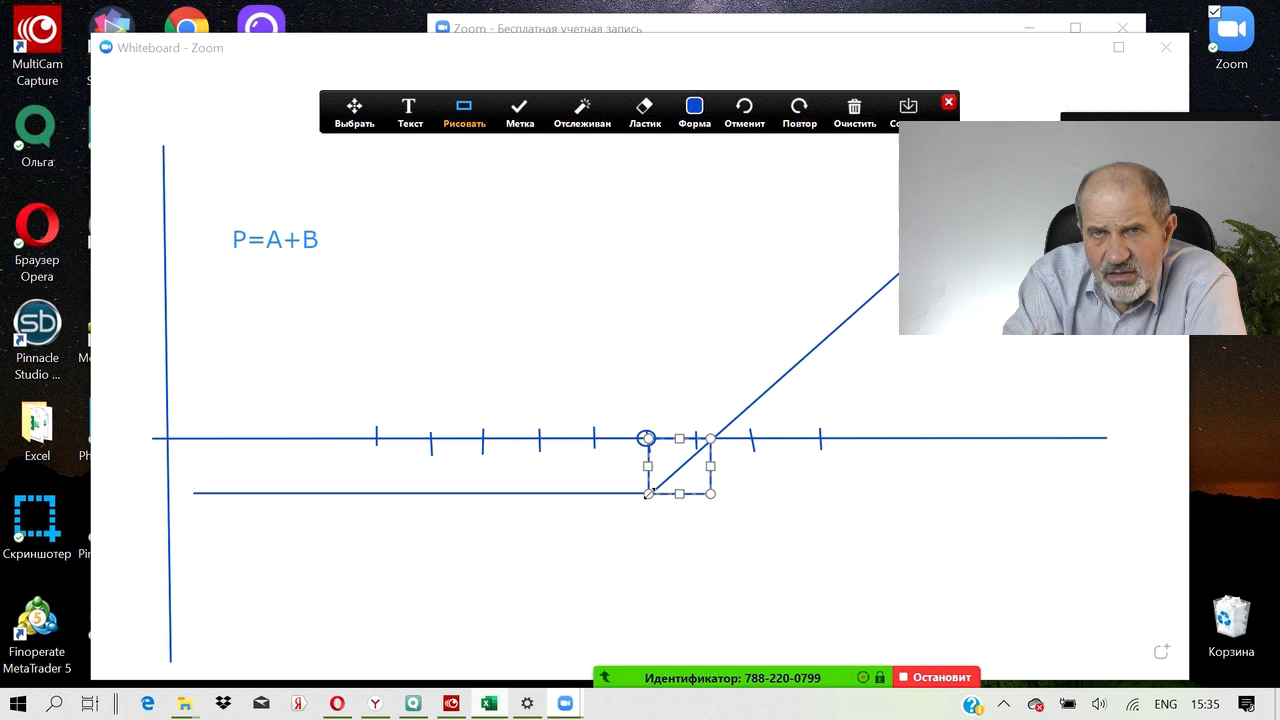 MultiCam
Capture
Ольга
Браузер
Opera
Pinnacle
Studio ...
Excel
Скриншотер
Finoperate
MetaTrader 5
Zoom - Бесплатная учетная запись
Whiteboard - Zoom
Выбрать
Текст
Рисовать
Метка
Отслеживан
Ластик
Форма
Отменит
Повтор
Очистить
P=A+B
Zoom
Корзина
Идентификатор: 788-220-0799
Остановит
ENG
15:35